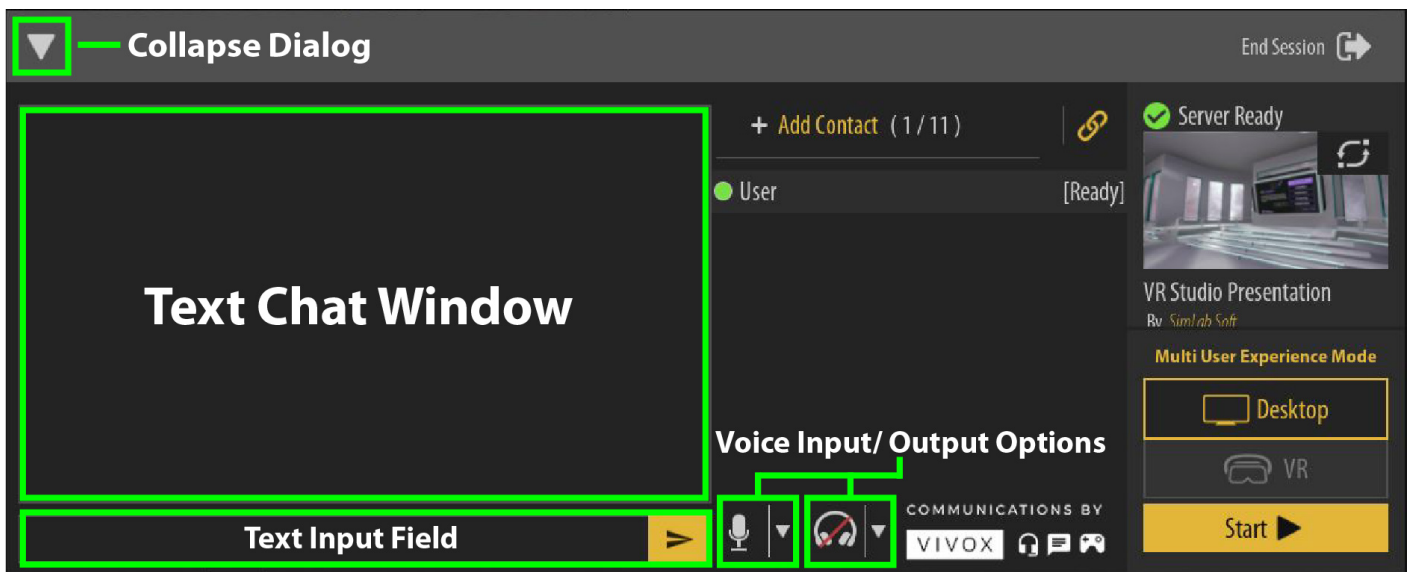 Collapse Dialog
End Session
Text Chat Window
+ Add Contact (1/11)
User
[Ready]
Server Ready
VR Studio Presentation
By SimLab Soft
Multi User Experience Mode
Desktop
VR
Start
Voice Input/ Output Options
Text Input Field
COMMUNICATIONS BY
VIVOX